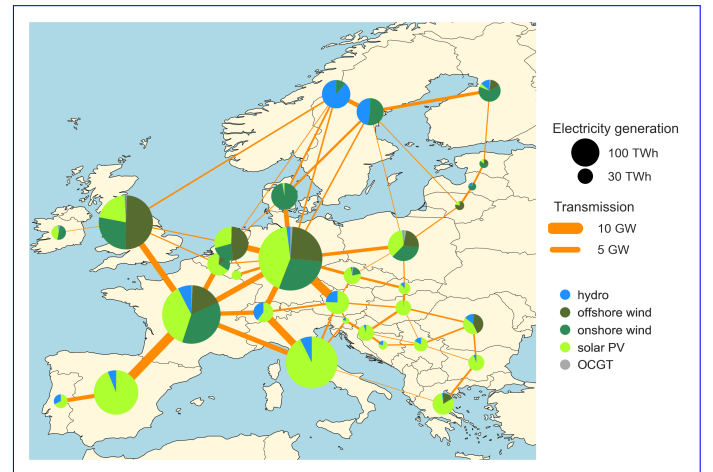 Electricity generation
100 TWh
30 TWh
Transmission
10 GW
5 GW
hydro
offshore wind
onshore wind
solar PV
OCGT